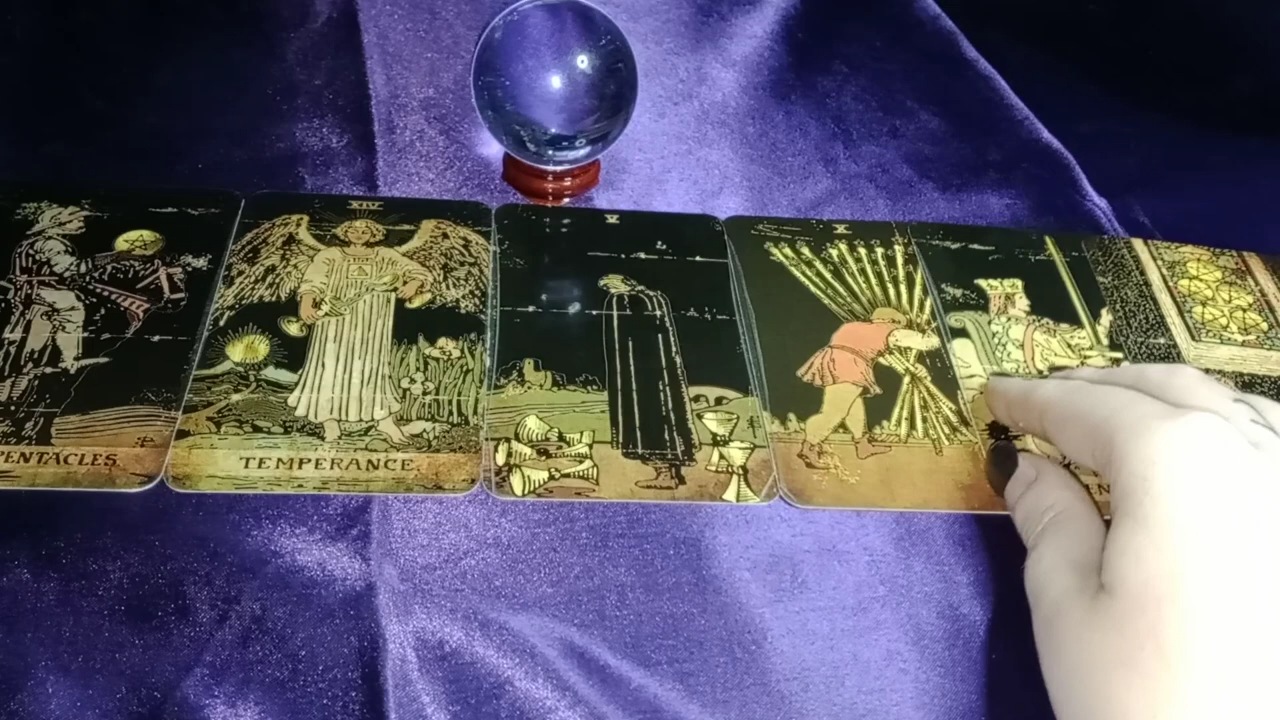 PENTACLES.
XIV
TEMPERANCE.
V
X